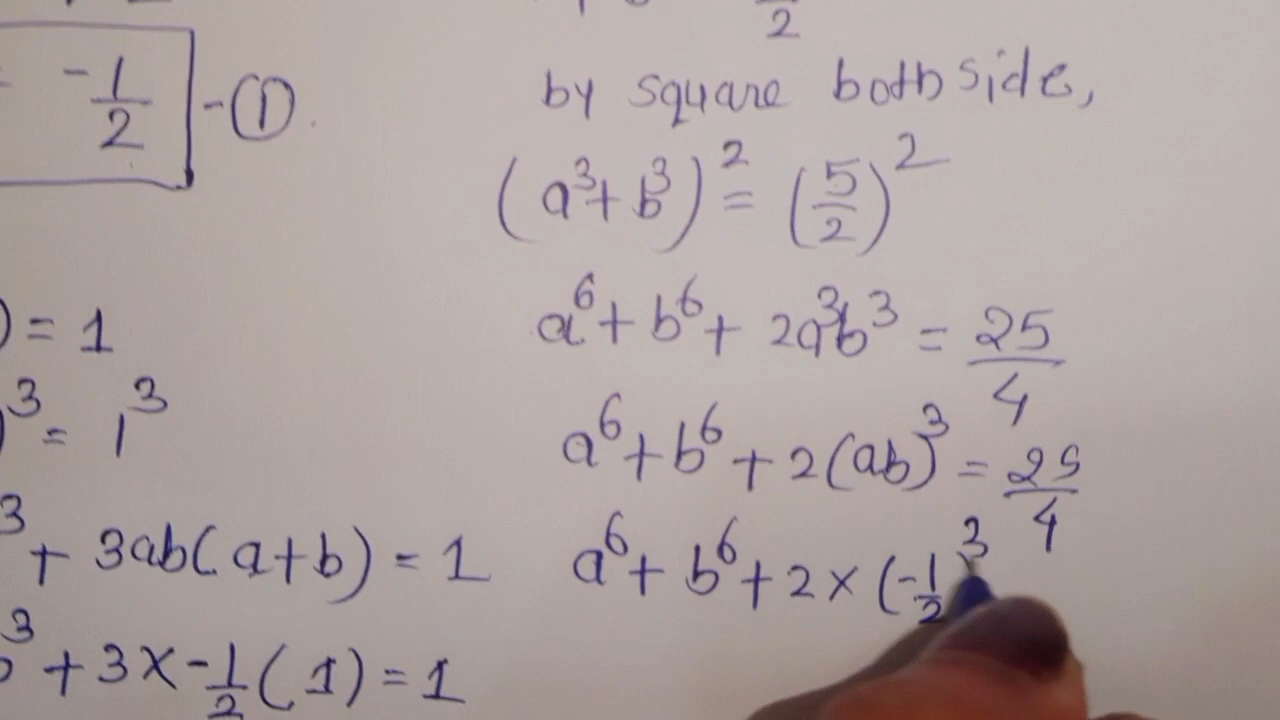 -1/2 -①
) = 1
)³ = 1³
³ + 3ab(a+b) = 1
³ + 3x-1/2(1) = 1
2
by square both side,
(a³+b³)² = (5/2)²
a⁶+b⁶+ 2a³b³ = 25/4
a⁶+b⁶+2(ab)³ = 25/4
a⁶+b⁶+2×(-1/2)³